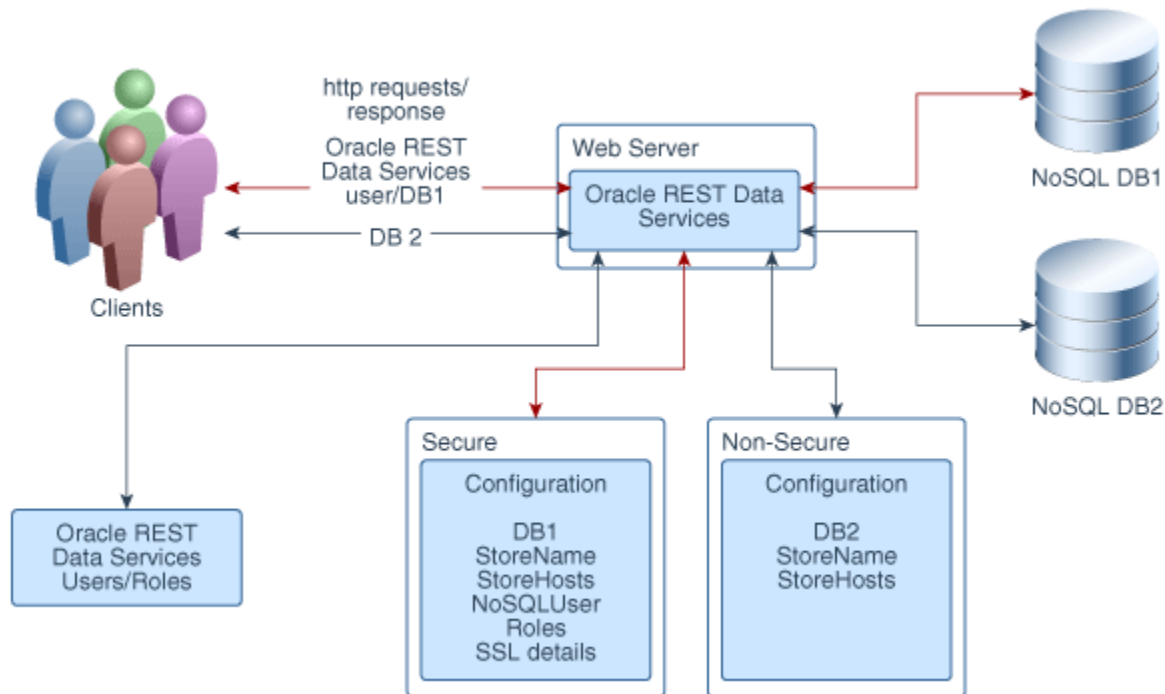 http requests/
response
Oracle REST
Data Services
user/DB1
DB 2
Clients
Web Server
Oracle REST Data
Services
NoSQL DB1
NoSQL DB2
Oracle REST
Data Services
Users/Roles
Secure
Configuration
DB1
StoreName
StoreHosts
NoSQLUser
Roles
SSL details
Non-Secure
Configuration
DB2
StoreName
StoreHosts